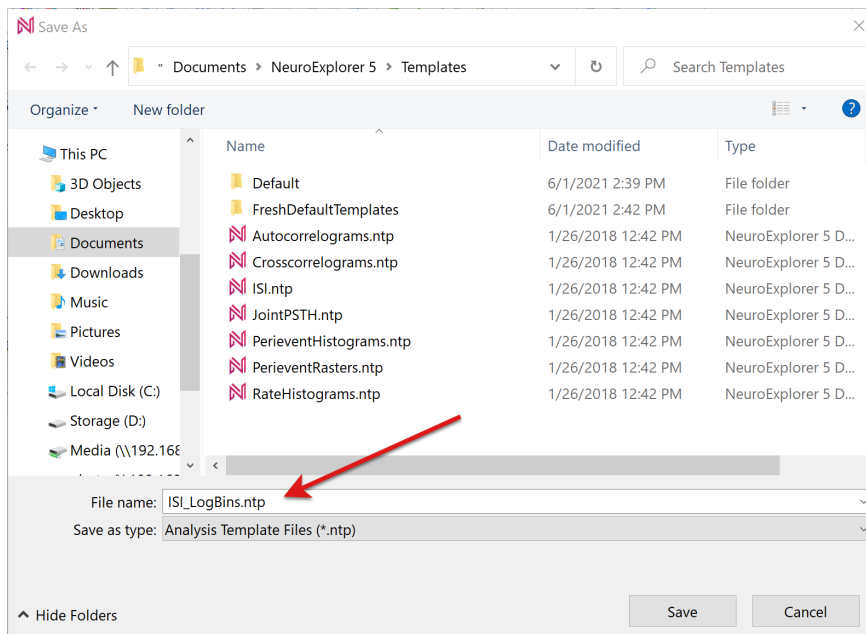 Save As
« Documents > NeuroExplorer 5 > Templates
Search Templates
Organize New folder
?
Name Date modified Type
This PC
3D Objects
Desktop
Documents
Downloads
Music
Pictures
Videos
Local Disk (C:)
Storage (D:)
Media (\\192.168
Default 6/1/2021 2:39 PM File folder
FreshDefaultTemplates 6/1/2021 2:42 PM File folder
Autocorrelograms.ntp 1/26/2018 12:42 PM NeuroExplorer 5 D...
Crosscorrelograms.ntp 1/26/2018 12:42 PM NeuroExplorer 5 D...
ISI.ntp 1/26/2018 12:42 PM NeuroExplorer 5 D...
JointPSTH.ntp 1/26/2018 12:42 PM NeuroExplorer 5 D...
PerieventHistograms.ntp 1/26/2018 12:42 PM NeuroExplorer 5 D...
PerieventRasters.ntp 1/26/2018 12:42 PM NeuroExplorer 5 D...
RateHistograms.ntp 1/26/2018 12:42 PM NeuroExplorer 5 D...
File name: ISI_LogBins.ntp
Save as type: Analysis Template Files (*.ntp)
Hide Folders
Save Cancel